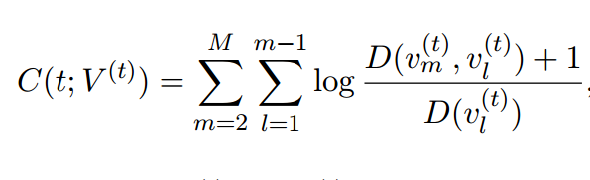 C(t; V^{(t)}) = \sum_{m=2}^{M} \sum_{l=1}^{m-1} \log \frac{D(v_m^{(t)}, v_l^{(t)}) + 1}{D(v_l^{(t)})},